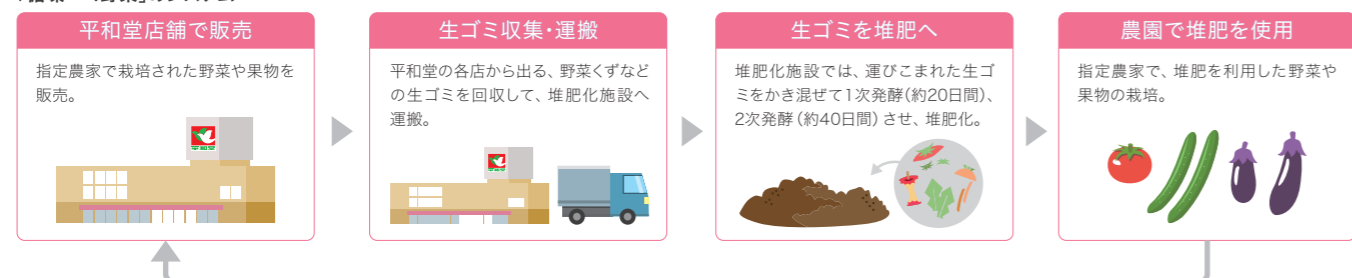 平和堂店舗で販売
指定農家で栽培された野菜や果物を
販売。
平和堂
生ゴミ収集・運搬
平和堂の各店から出る、野菜くずなど
の生ゴミを回収して、堆肥化施設へ
運搬。
平和堂
生ゴミを堆肥へ
堆肥化施設では、運びこまれた生ゴ
ミをかき混ぜて1次発酵(約20日間)、
2次発酵(約40日間)させ、堆肥化。
農園で堆肥を使用
指定農家で、堆肥を利用した野菜や
果物の栽培。